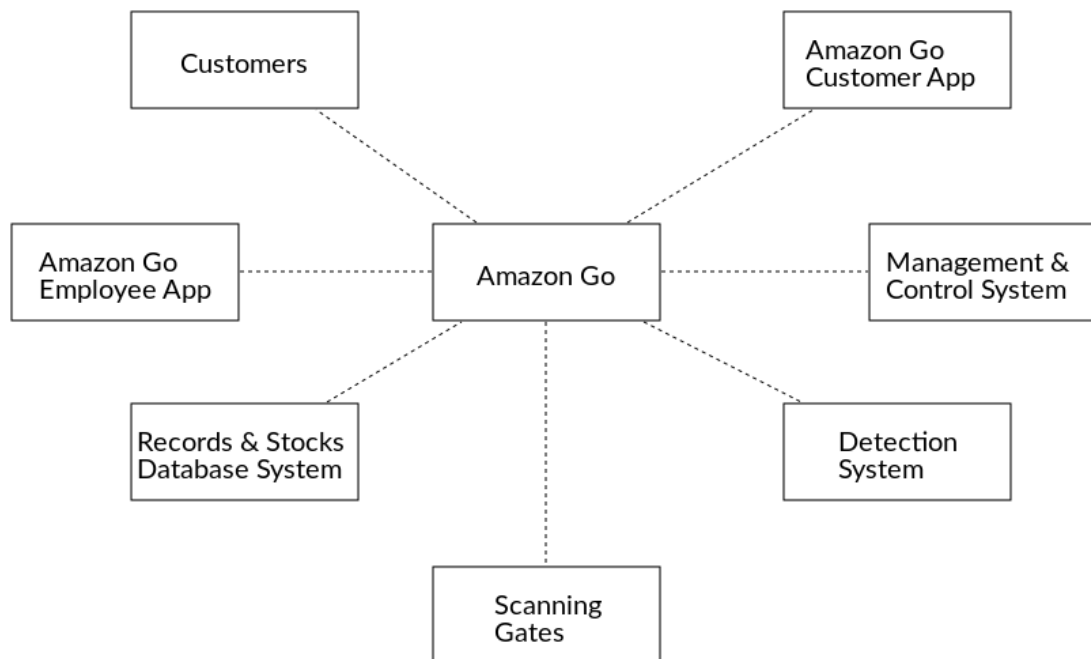 Customers
Amazon Go
Customer App
Amazon Go
Employee App
Amazon Go
Management &
Control System
Records & Stocks
Database System
Detection
System
Scanning
Gates